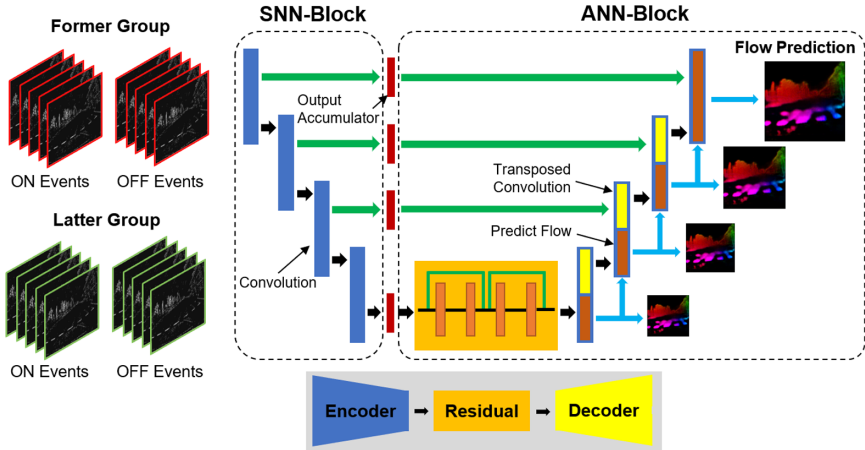 SNN-Block
ANN-Block
Former Group
ON Events
OFF Events
Latter Group
ON Events
OFF Events
Output
Accumulator
Convolution
Transposed
Convolution
Predict Flow
Flow Prediction
Encoder
Residual
Decoder